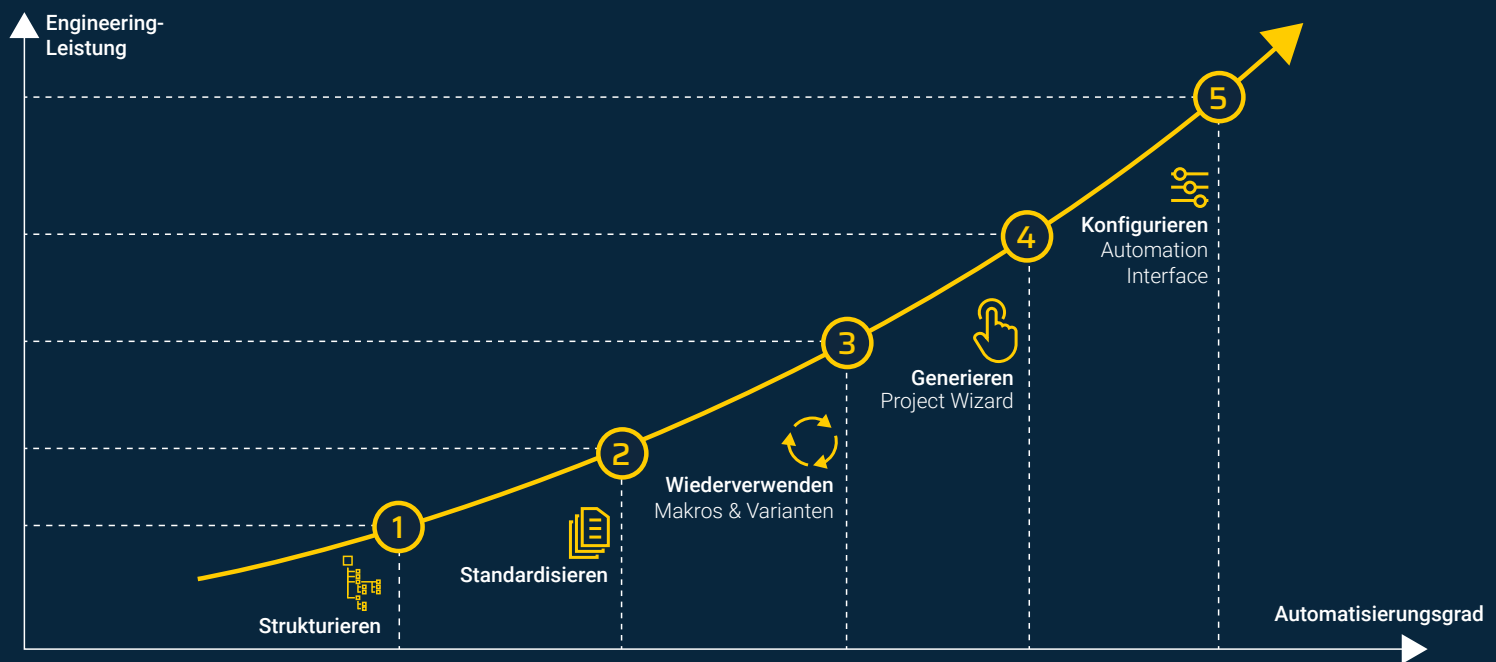 Engineering-
Leistung
5
4
Konfigurieren
Automation
Interface
3
Generieren
Project Wizard
2
Wiederverwenden
Makros & Varianten
1
Standardisieren
Strukturieren
Automatisierungsgrad